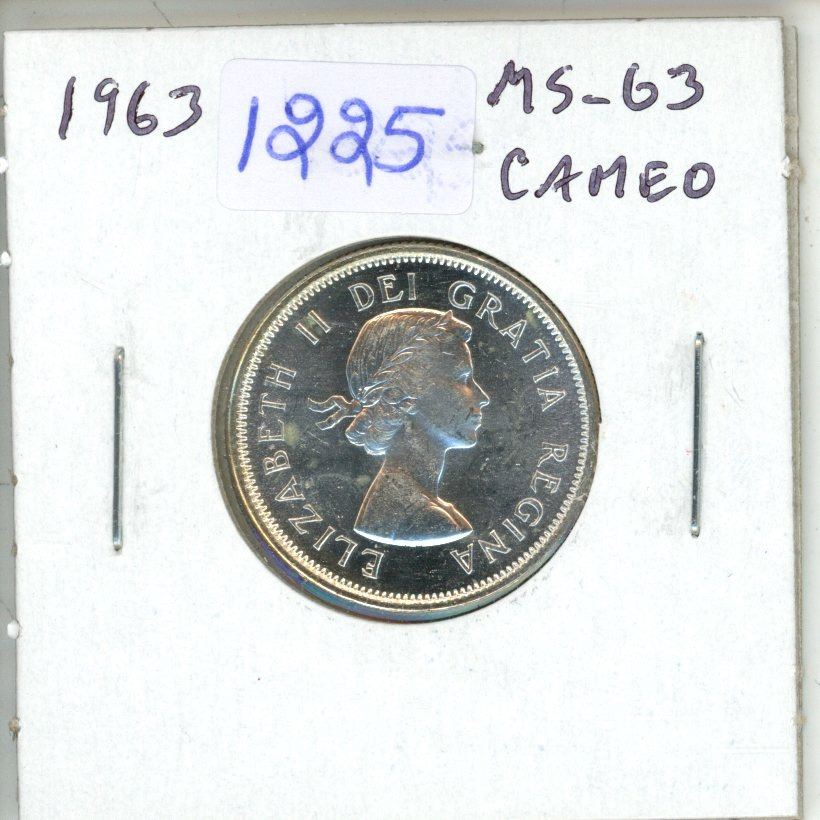 1963
1225
MS-63
CAMEO
ELIZABETH II DEI GRATIA REGINA